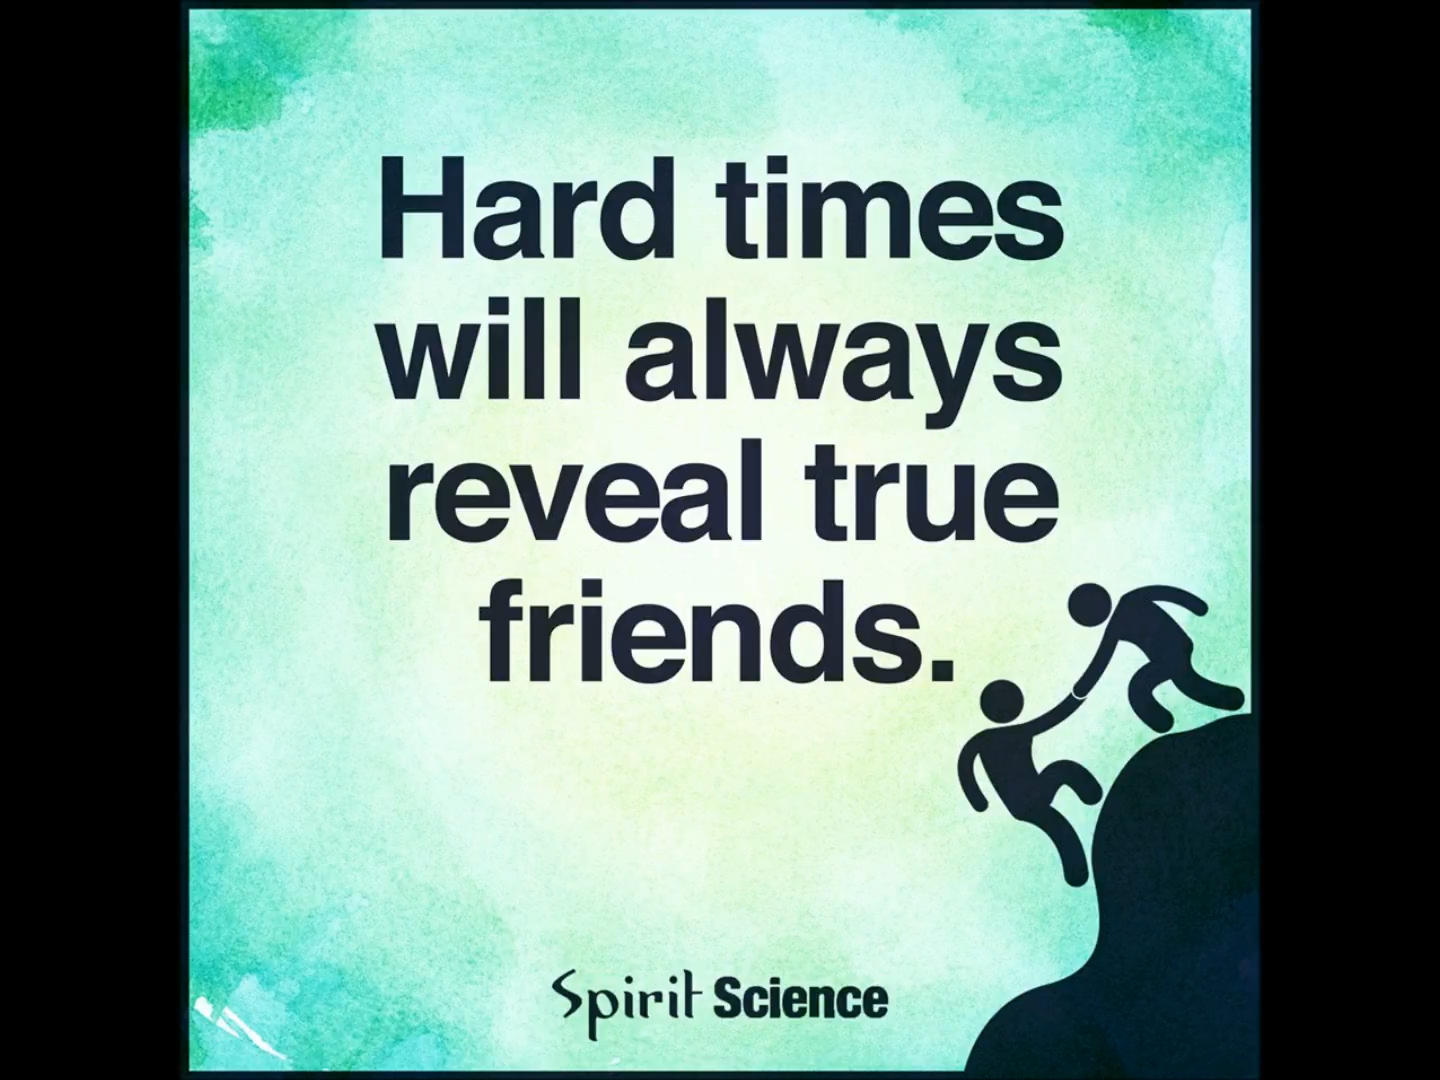 Hard times
will always
reveal true
friends.
Spirit Science